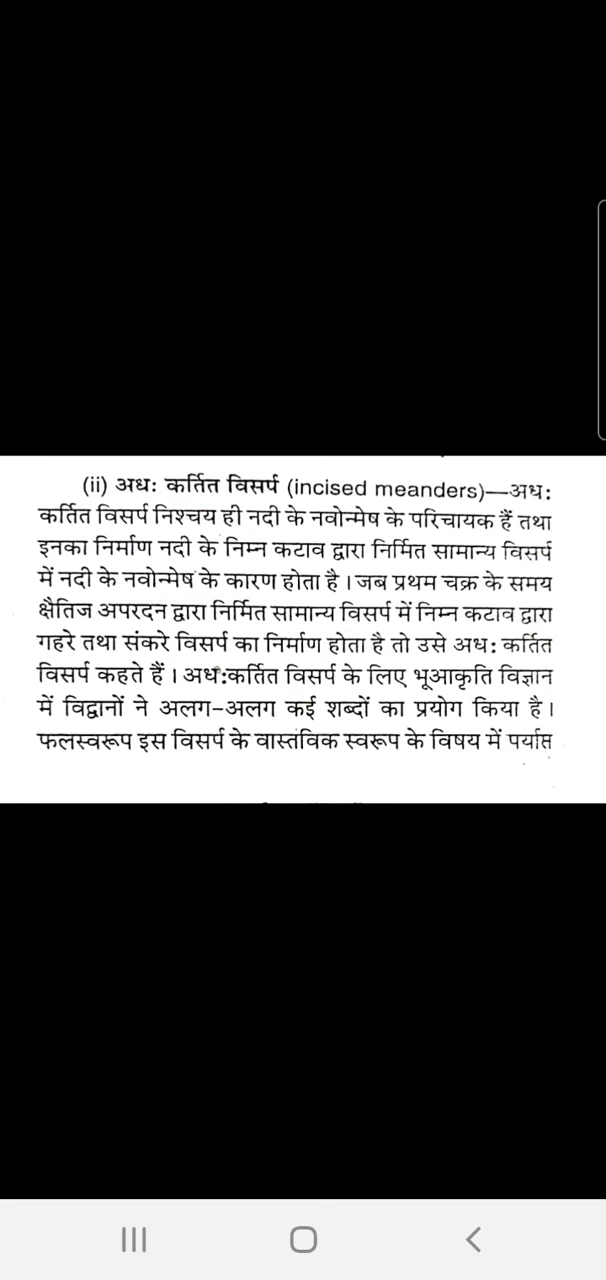 (ii) अध: कर्तित विसर्प (incised meanders)—अध:
कर्तित विसर्प निश्चय ही नदी के नवोन्मेष के परिचायक हैं तथा
इनका निर्माण नदी के निम्न कटाव द्वारा निर्मित सामान्य विसर्प
में नदी के नवोन्मेष के कारण होता है। जब प्रथम चक्र के समय
क्षैतिज अपरदन द्वारा निर्मित सामान्य विसर्प में निम्न कटाव द्वारा
गहरे तथा संकरे विसर्प का निर्माण होता है तो उसे अध: कर्तित
विसर्प कहते हैं। अध:कर्तित विसर्प के लिए भूआकृति विज्ञान
में विद्वानों ने अलग-अलग कई शब्दों का प्रयोग किया है।
फलस्वरूप इस विसर्प के वास्तविक स्वरूप के विषय में पर्याप्त